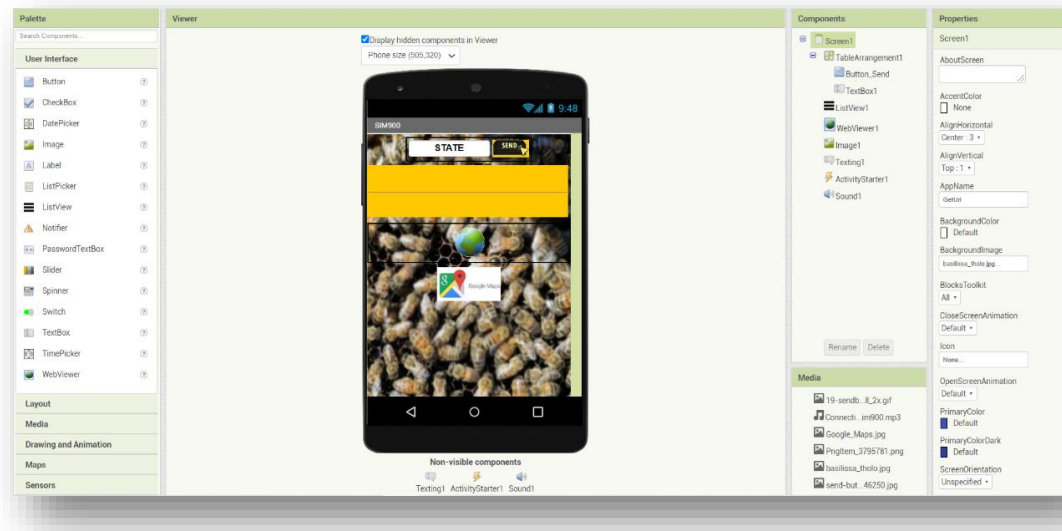 Palette
Search Components...
User Interface
Button
CheckBox
DatePicker
Image
Label
ListPicker
ListView
Notifier
PasswordTextBox
Slider
Spinner
Switch
TextBox
TimePicker
WebViewer
Layout
Media
Drawing and Animation
Maps
Sensors
Viewer
Display hidden components in Viewer
Phone size (505,320)
9:48
SIM900
STATE
SEND
Google Maps
Non-visible components
Texting1 ActivityStarter1 Sound1
Components
Screen1
TableArrangement1
Button_Send
TextBox1
ListView1
WebViewer1
Image1
Texting1
ActivityStarter1
Sound1
Rename Delete
Media
19-sendb...8_2x.gif
Connecti...im900.mp3
Google_Maps.jpg
PngItem_3795781.png
basilissa_tholo.jpg
send-but...46250.jpg
Properties
Screen1
AboutScreen
AccentColor
None
AlignHorizontal
Center : 3
AlignVertical
Top : 1
AppName
GetUrl
BackgroundColor
Default
BackgroundImage
basilissa_tholo.jpg...
BlocksToolkit
All
CloseScreenAnimation
Default
Icon
None...
OpenScreenAnimation
Default
PrimaryColor
Default
PrimaryColorDark
Default
ScreenOrientation
Unspecified